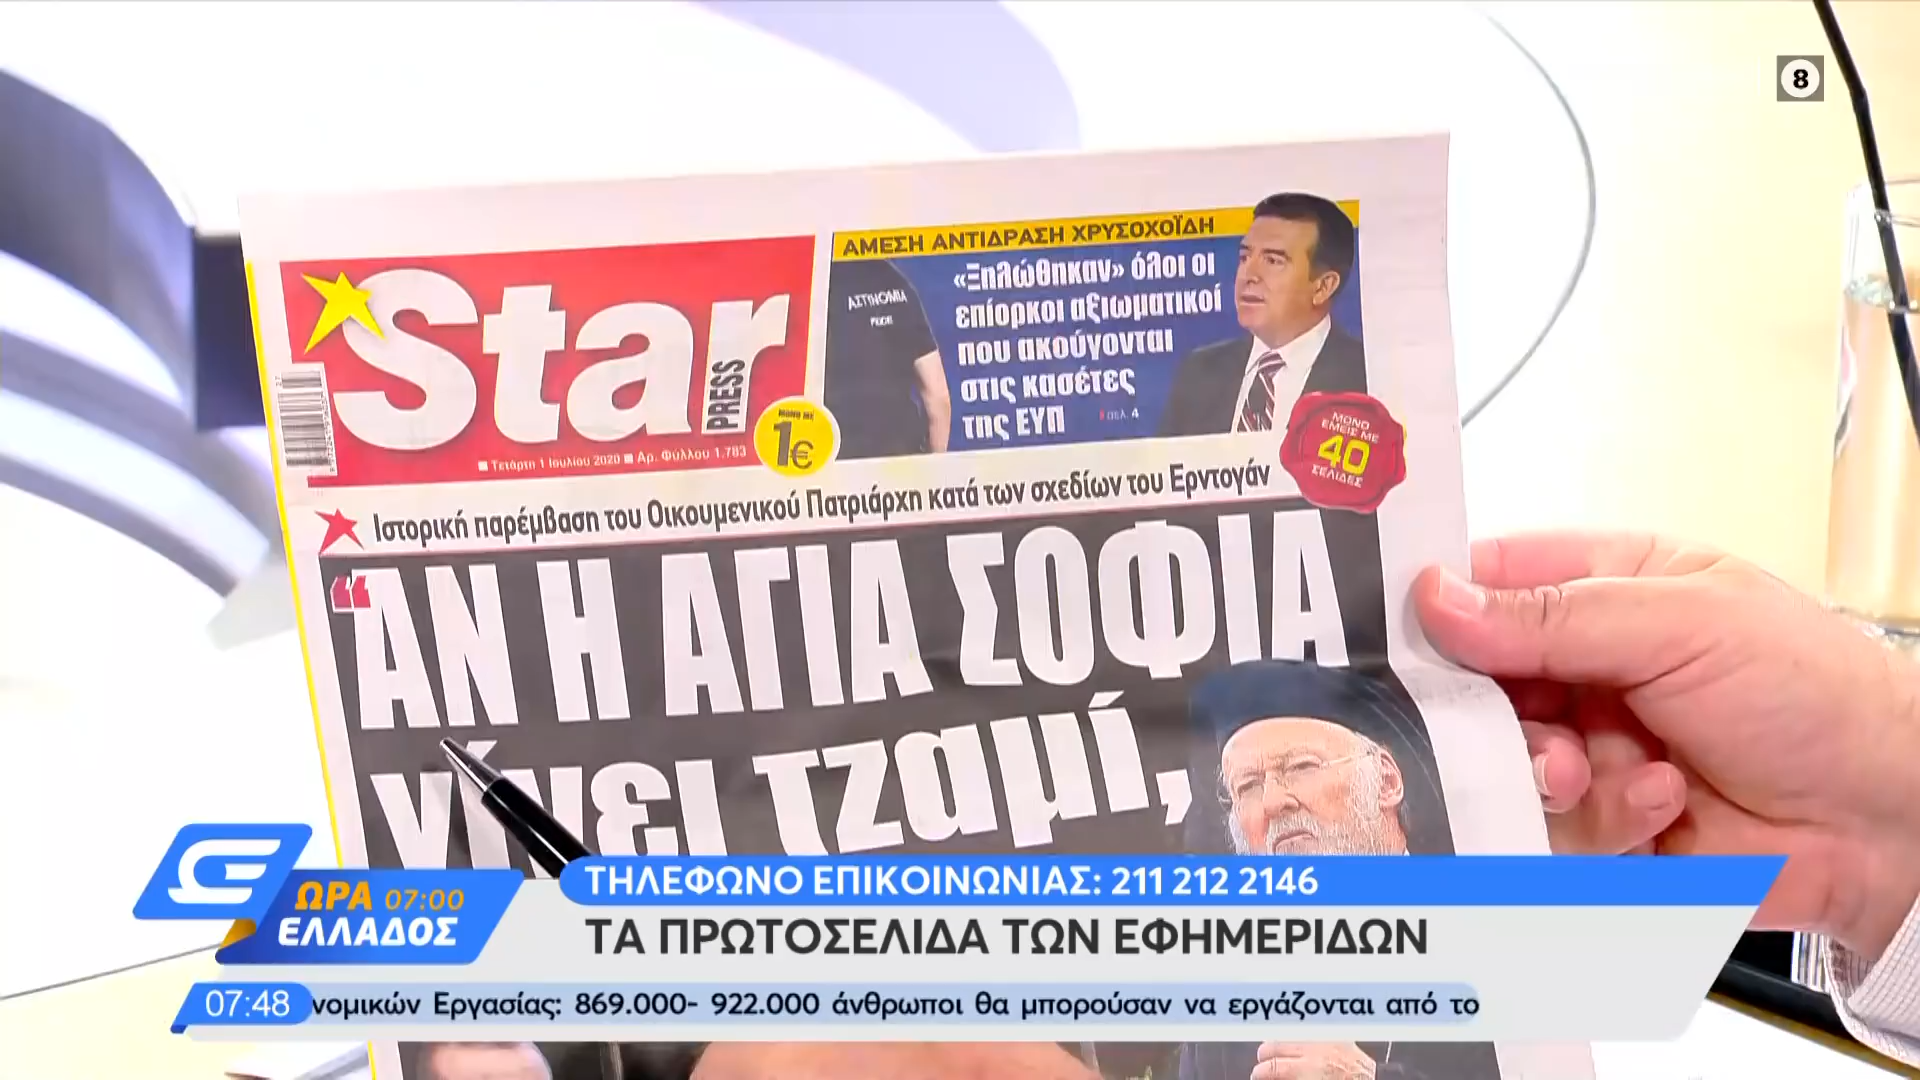 8
ΑΜΕΣΗ ΑΝΤΙΔΡΑΣΗ ΧΡΥΣΟΧΟΪΔΗ
«Ξηλώθηκαν» όλοι οι
επίορκοι αξιωματικοί
που ακούγονται
στις κασέτες
της ΕΥΠ
σελ. 4
ΑΣΤΥΝΟΜΙΑ
Star
PRESS
1€
Τετάρτη 1 Ιουλίου 2020 Αρ. Φύλλου 1.783
ΜΟΝΟ
ΕΜΕΙΣ ΜΕ
40
ΣΕΛΙΔΕΣ
Ιστορική παρέμβαση του Οικουμενικού Πατριάρχη κατά των σχεδίων του Ερντογάν
“ΑΝ Η ΑΓΙΑ ΣΟΦΙΑ
γίνει τζαμί,
ΩΡΑ 07:00
ΕΛΛΑΔΟΣ
ΤΗΛΕΦΩΝΟ ΕΠΙΚΟΙΝΩΝΙΑΣ: 211 212 2146
ΤΑ ΠΡΩΤΟΣΕΛΙΔΑ ΤΩΝ ΕΦΗΜΕΡΙΔΩΝ
07:48 νομικών Εργασίας: 869.000- 922.000 άνθρωποι θα μπορούσαν να εργάζονται από το